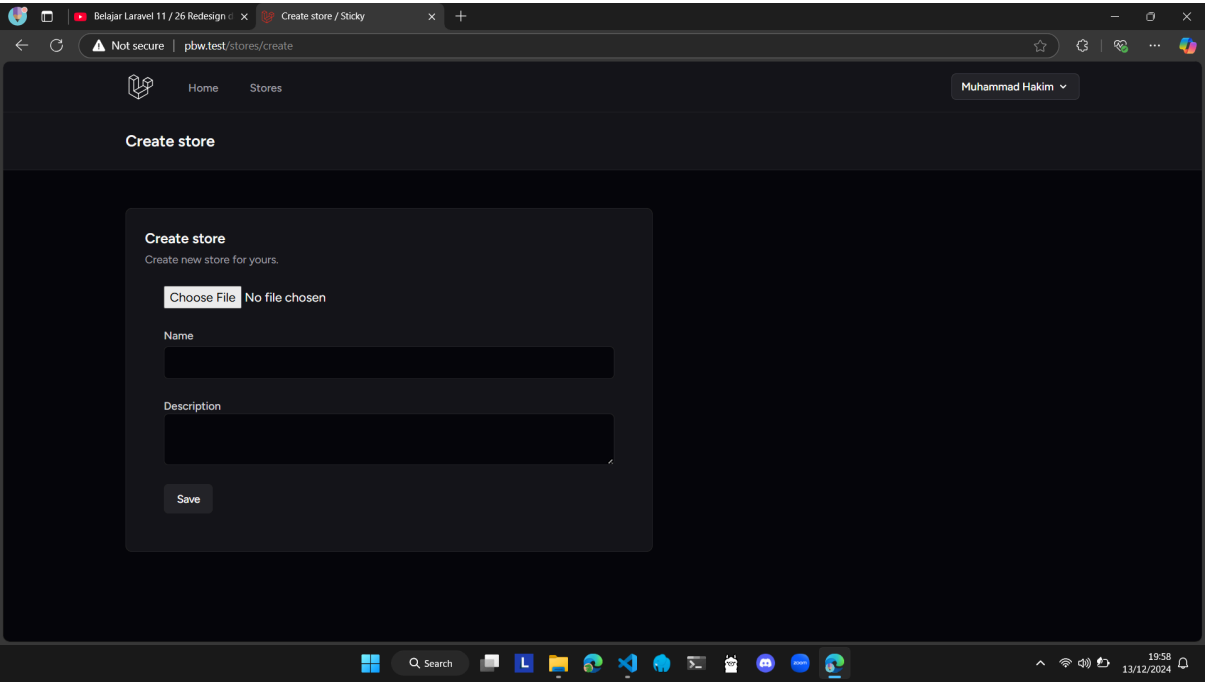 Belajar Laravel 11 / 26 Redesign d
Create store / Sticky
Not secure
pbw.test/stores/create
Home
Stores
Muhammad Hakim
Create store
Create store
Create new store for yours.
Choose File No file chosen
Name
Description
Save
Search
L
zoom
19:58
13/12/2024